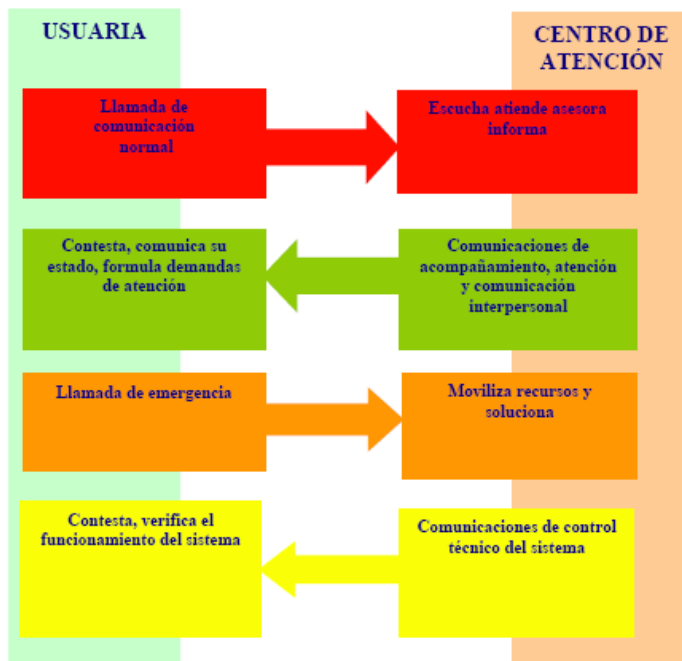 USUARIA
CENTRO DE
ATENCIÓN
Llamada de
comunicación
normal
Escucha atiende asesora
informa
Contesta, comunica su
estado, formula demandas
de atención
Comunicaciones de
acompañamiento, atención
y comunicación
interpersonal
Llamada de emergencia
Moviliza recursos y
soluciona
Contesta, verifica el
funcionamiento del sistema
Comunicaciones de control
técnico del sistema